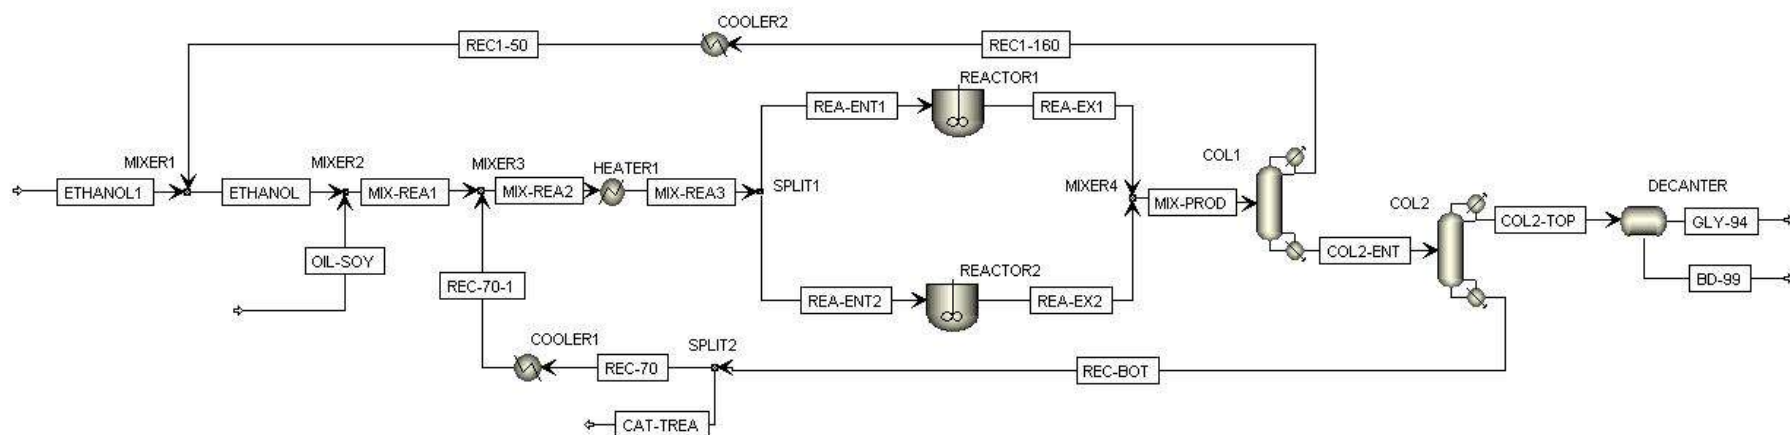 COOLER2
REC1-50
REC1-160
REACTOR1
REA-ENT1
REA-EX1
MIXER1
MIXER2
MIXER3
HEATER1
COL1
ETHANOL1
ETHANOL
MIX-REA1
MIX-REA2
MIX-REA3
SPLIT1
MIXER4
MIX-PROD
COL2
DECANTER
COL2-TOP
GLY-94
OIL-SOY
COL2-ENT
REC-70-1
REACTOR2
BD-99
REA-ENT2
REA-EX2
COOLER1
SPLIT2
REC-70
REC-BOT
CAT-TREA